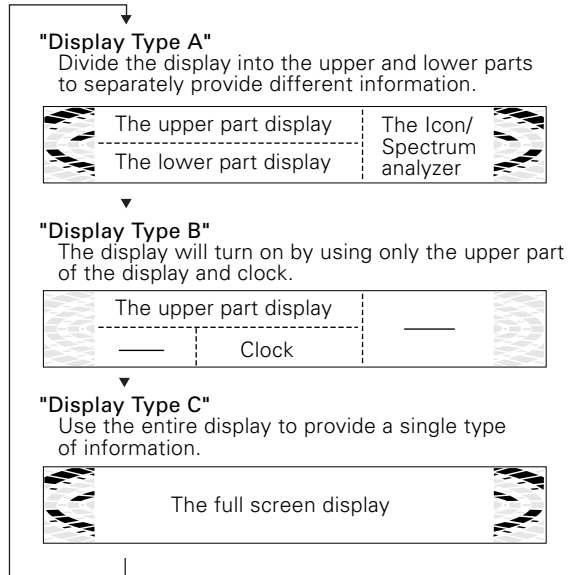 "Display Type A"
Divide the display into the upper and lower parts
to separately provide different information.
The upper part display
The lower part display
The Icon/
Spectrum
analyzer
"Display Type B"
The display will turn on by using only the upper part
of the display and clock.
The upper part display
Clock
"Display Type C"
Use the entire display to provide a single type
of information.
The full screen display